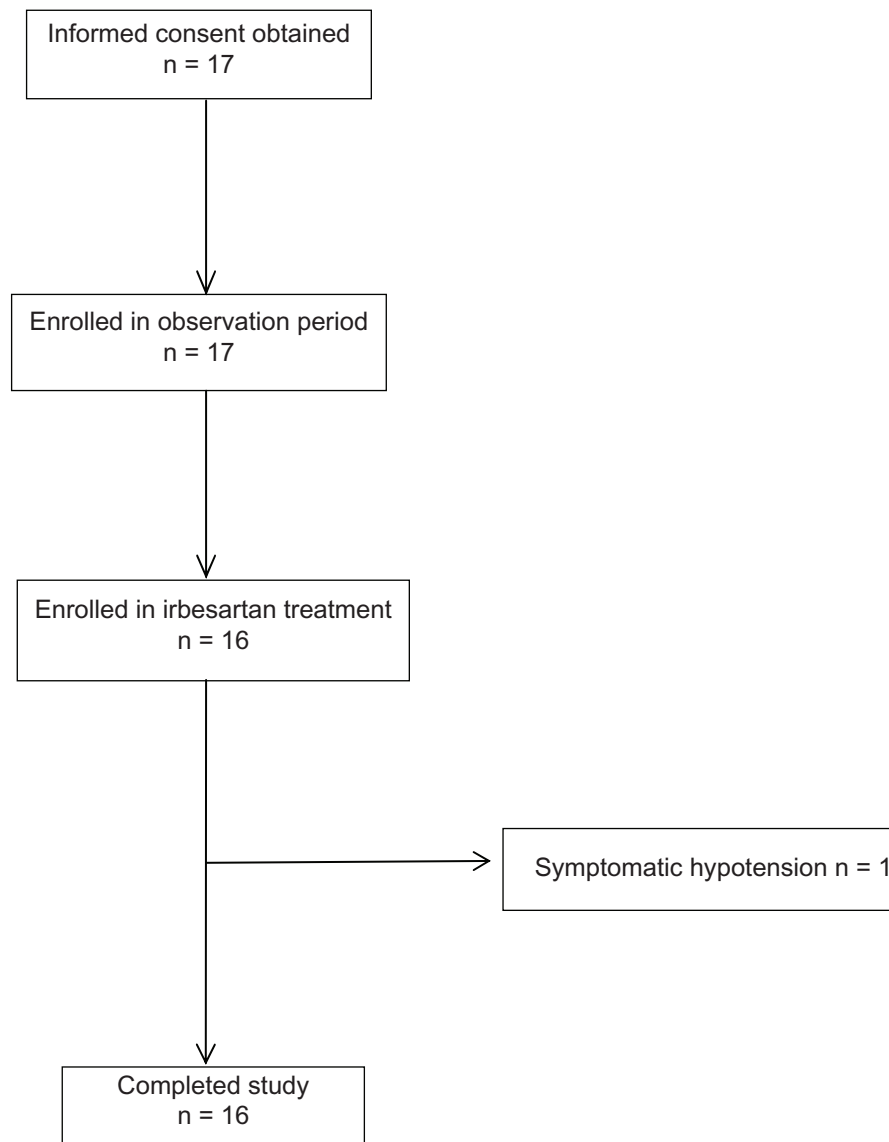 Informed consent obtained
n = 17
Enrolled in observation period
n = 17
Enrolled in irbesartan treatment
n = 16
Symptomatic hypotension n = 1
Completed study
n = 16